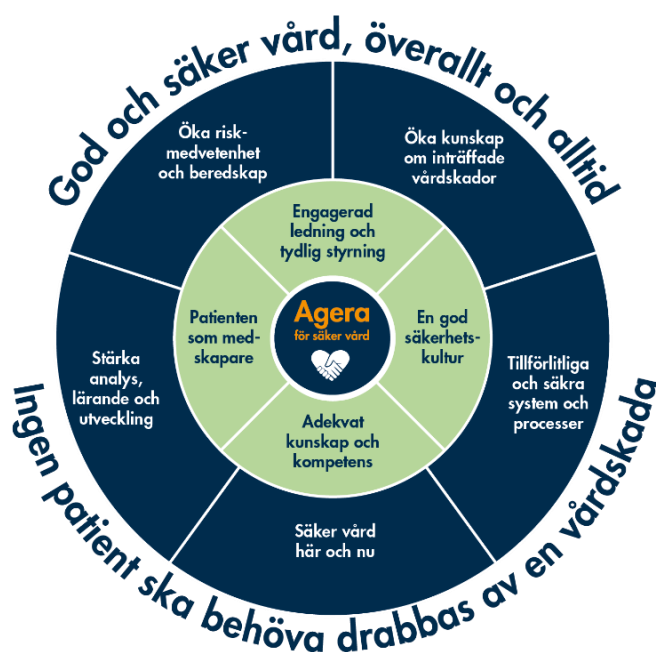 God och säker vård, överallt och alltid
Öka risk-
medvetenhet
och beredskap
Öka kunskap
om inträffade
vårdskador
Engagerad
ledning och
tydlig styrning
Patienten
som med-
skapare
Agera
för säker vård
En god
säkerhets-
kultur
Stärka
analys,
lärande och
utveckling
Tillförlitliga
och säkra
system och
processer
Adekvat
kunskap och
kompetens
Säker vård
här och nu
Ingen patient ska behöva drabbas av en vårdskada